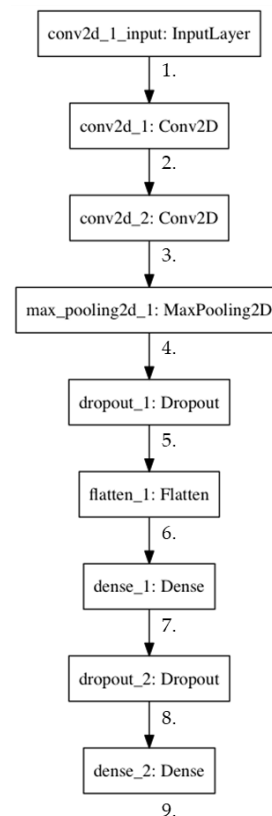 conv2d_1_input: InputLayer
1.
conv2d_1: Conv2D
2.
conv2d_2: Conv2D
3.
max_pooling2d_1: MaxPooling2D
4.
dropout_1: Dropout
5.
flatten_1: Flatten
6.
dense_1: Dense
7.
dropout_2: Dropout
8.
dense_2: Dense
9.